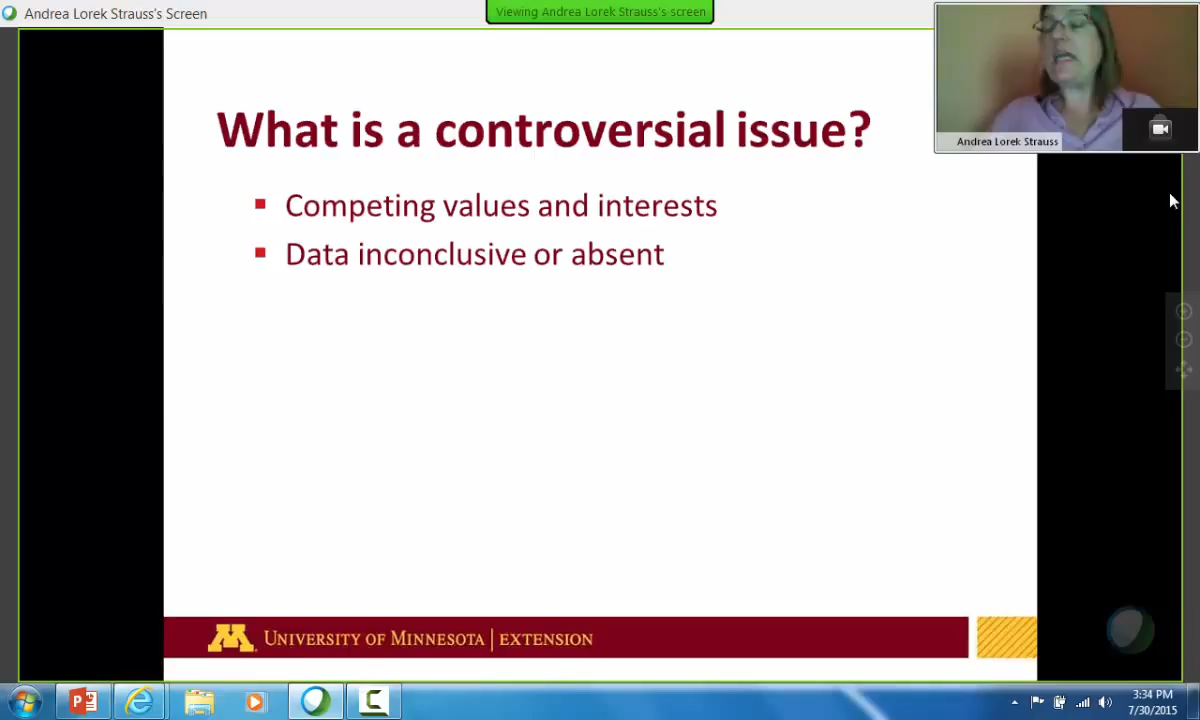 Andrea Lorek Strauss's Screen
Viewing Andrea Lorek Strauss's screen
Andrea Lorek Strauss
What is a controversial issue?
Competing values and interests
Data inconclusive or absent
UNIVERSITY OF MINNESOTA | EXTENSION
3:34 PM
7/30/2015